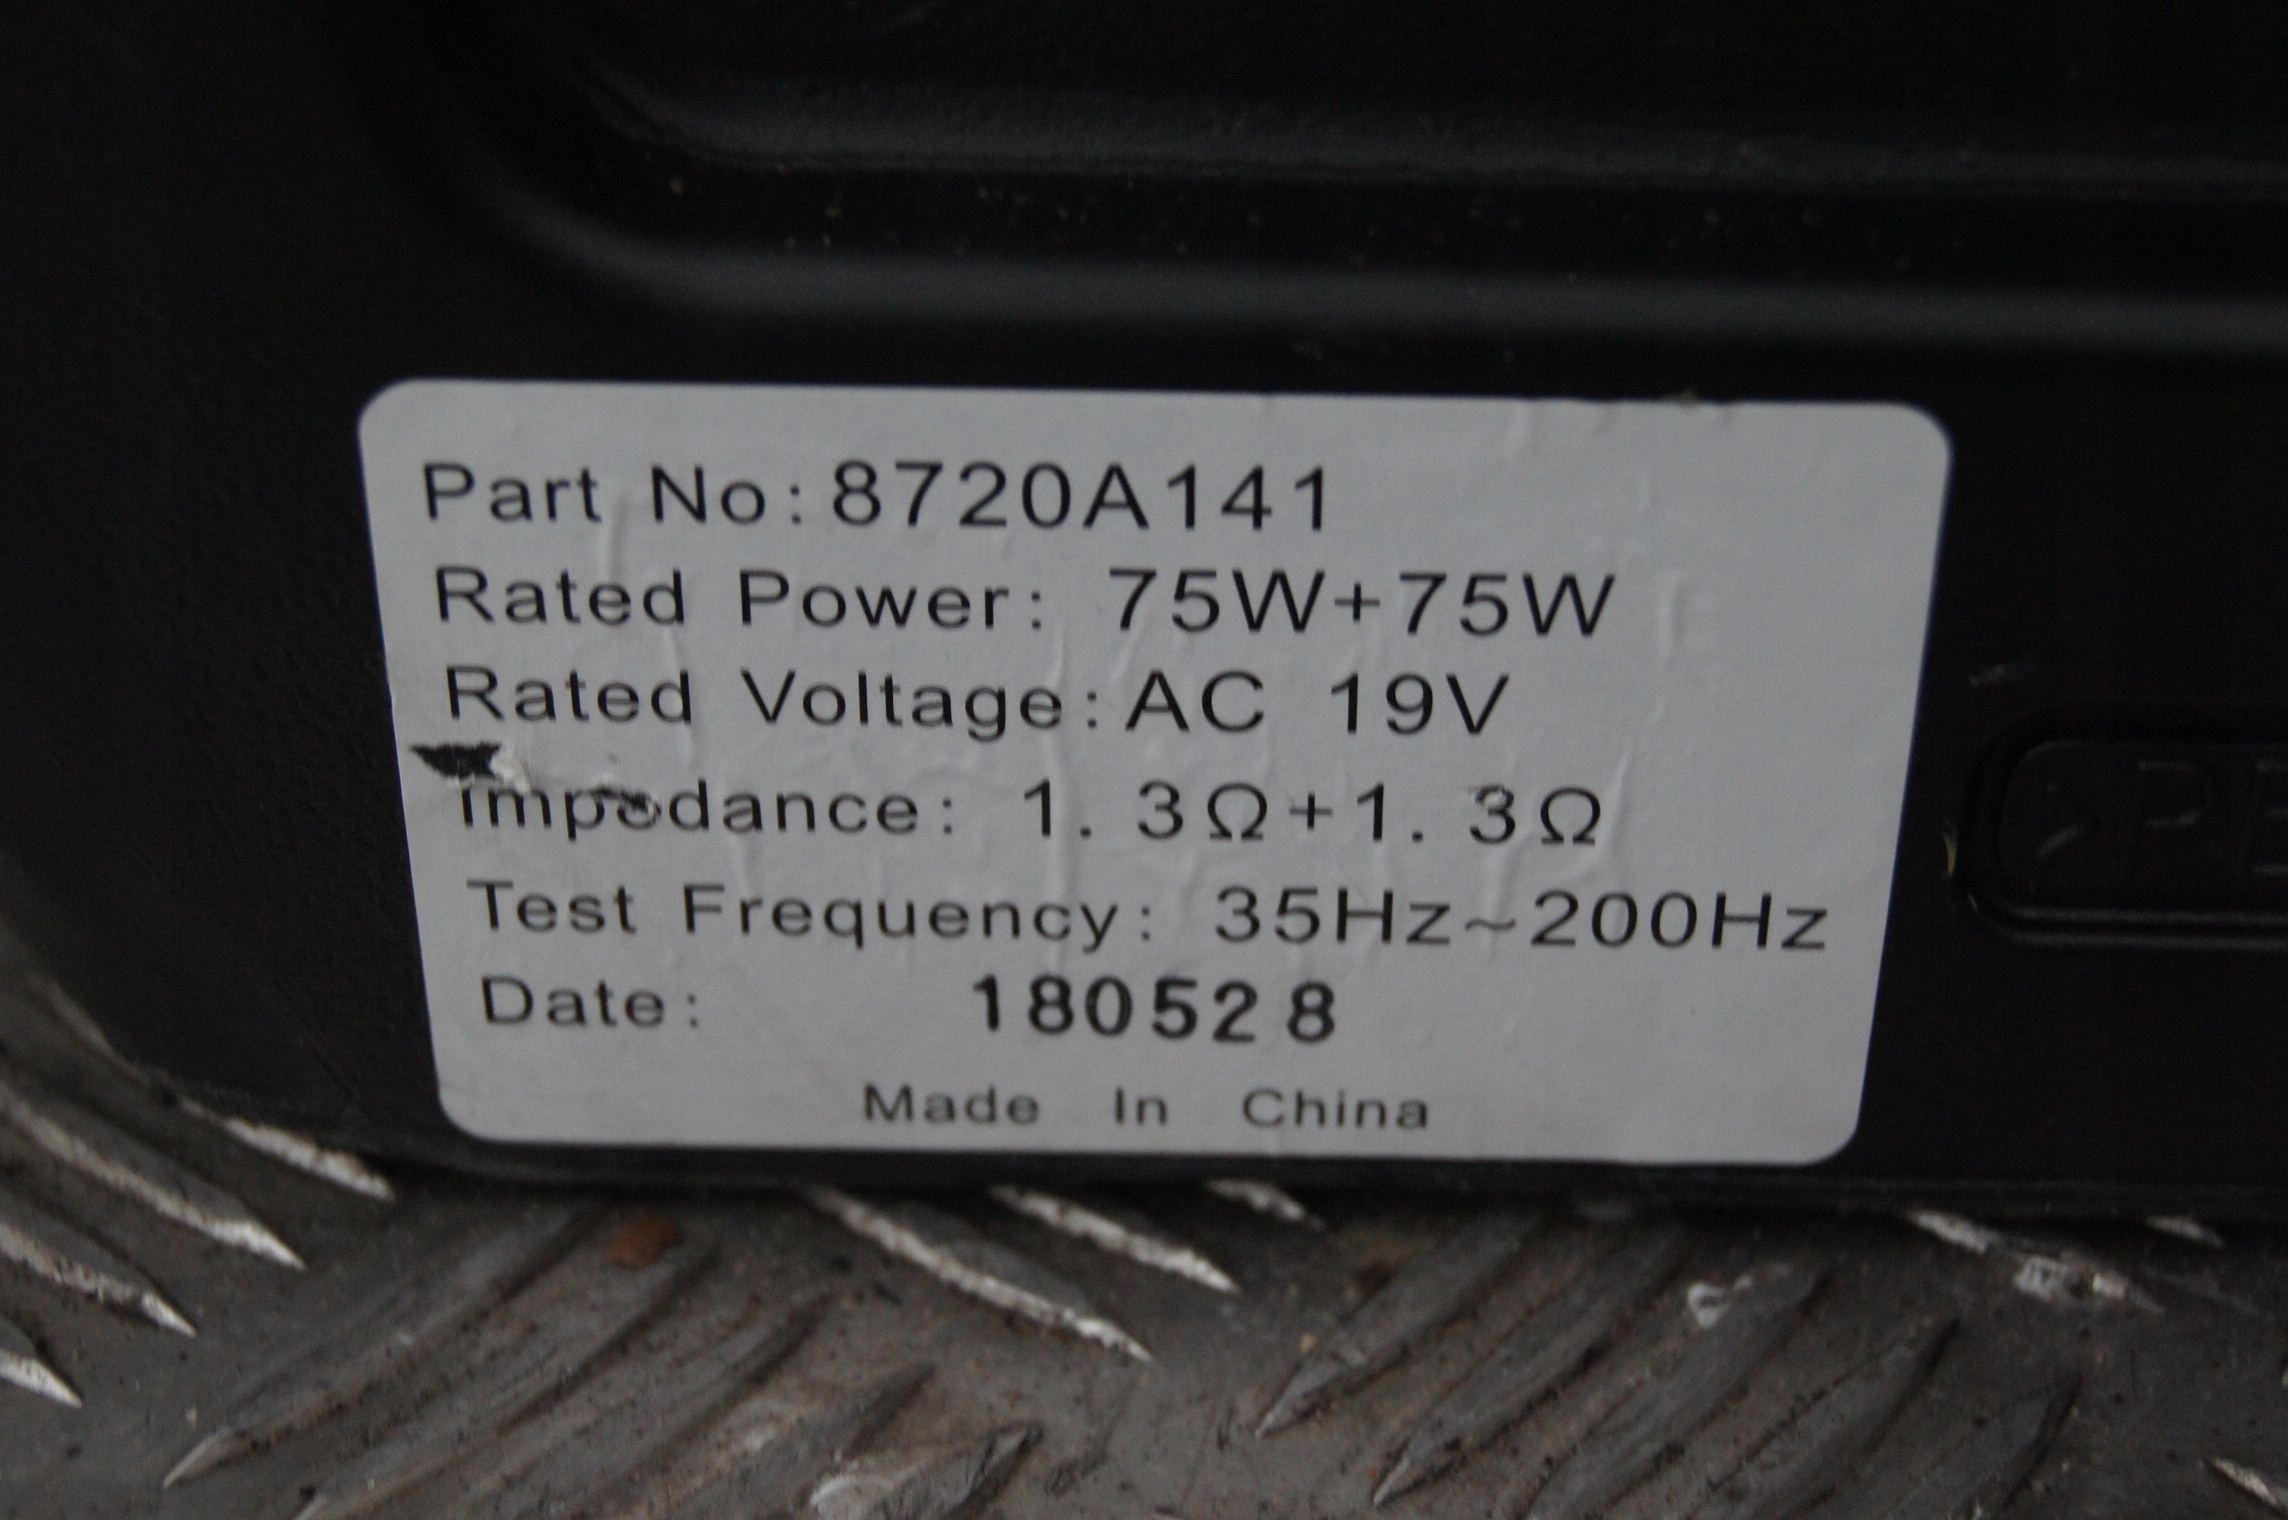 Part No: 8720A141
Rated Power: 75W+75W
Rated Voltage: AC 19V
Impedance: 1.3Ω+1.3Ω
Test Frequency: 35Hz~200Hz
Date: 180528
Made In China
>PE